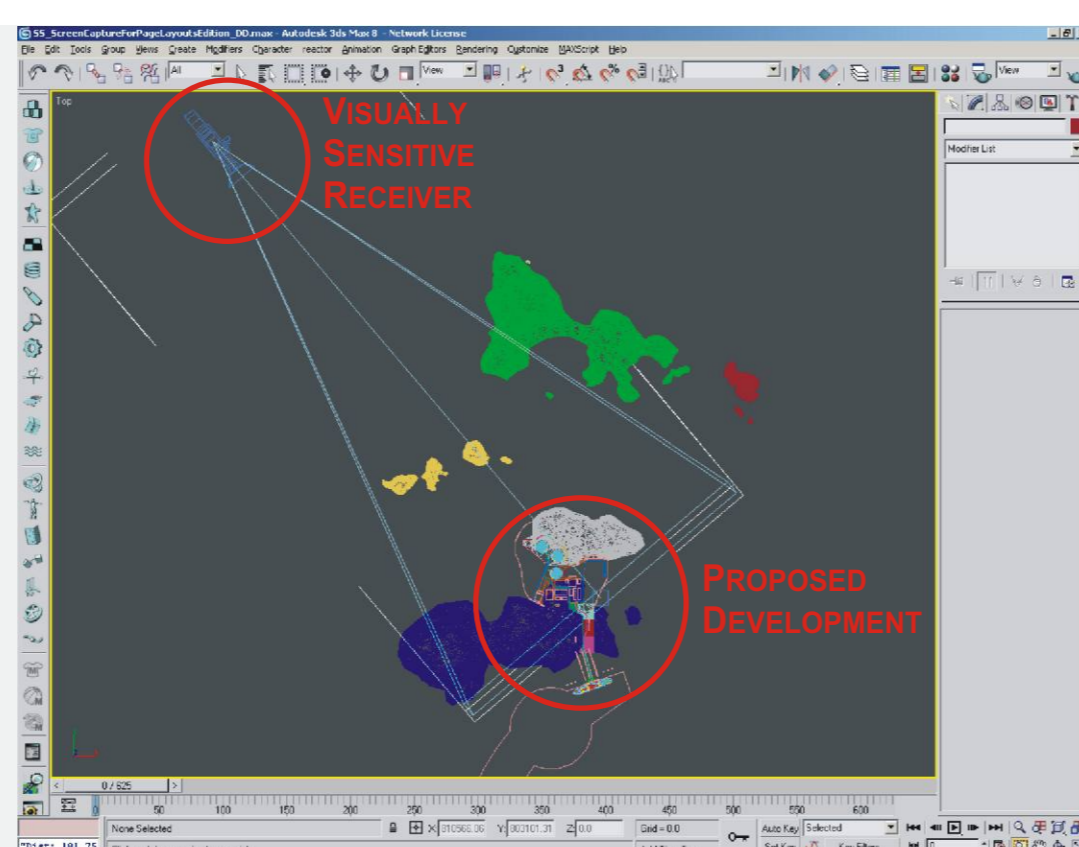 55_ScreenCaptureForPageLayoutsEdition_DD.max - Autodesk 3ds Max 8 - Network License
File Edit Tools Group Views Create Modifiers Character reactor Animation Graph Editors Rendering Customize MAXScript Help
All View View
Top
Modifier List
VISUALLY
SENSITIVE
RECEIVER
PROPOSED
DEVELOPMENT
0 / 625
0 50 100 150 200 250 300 350 400 450 500 550 600
None Selected X: Y: Z: 0.0 Grid = 0.0 Auto Key Selected